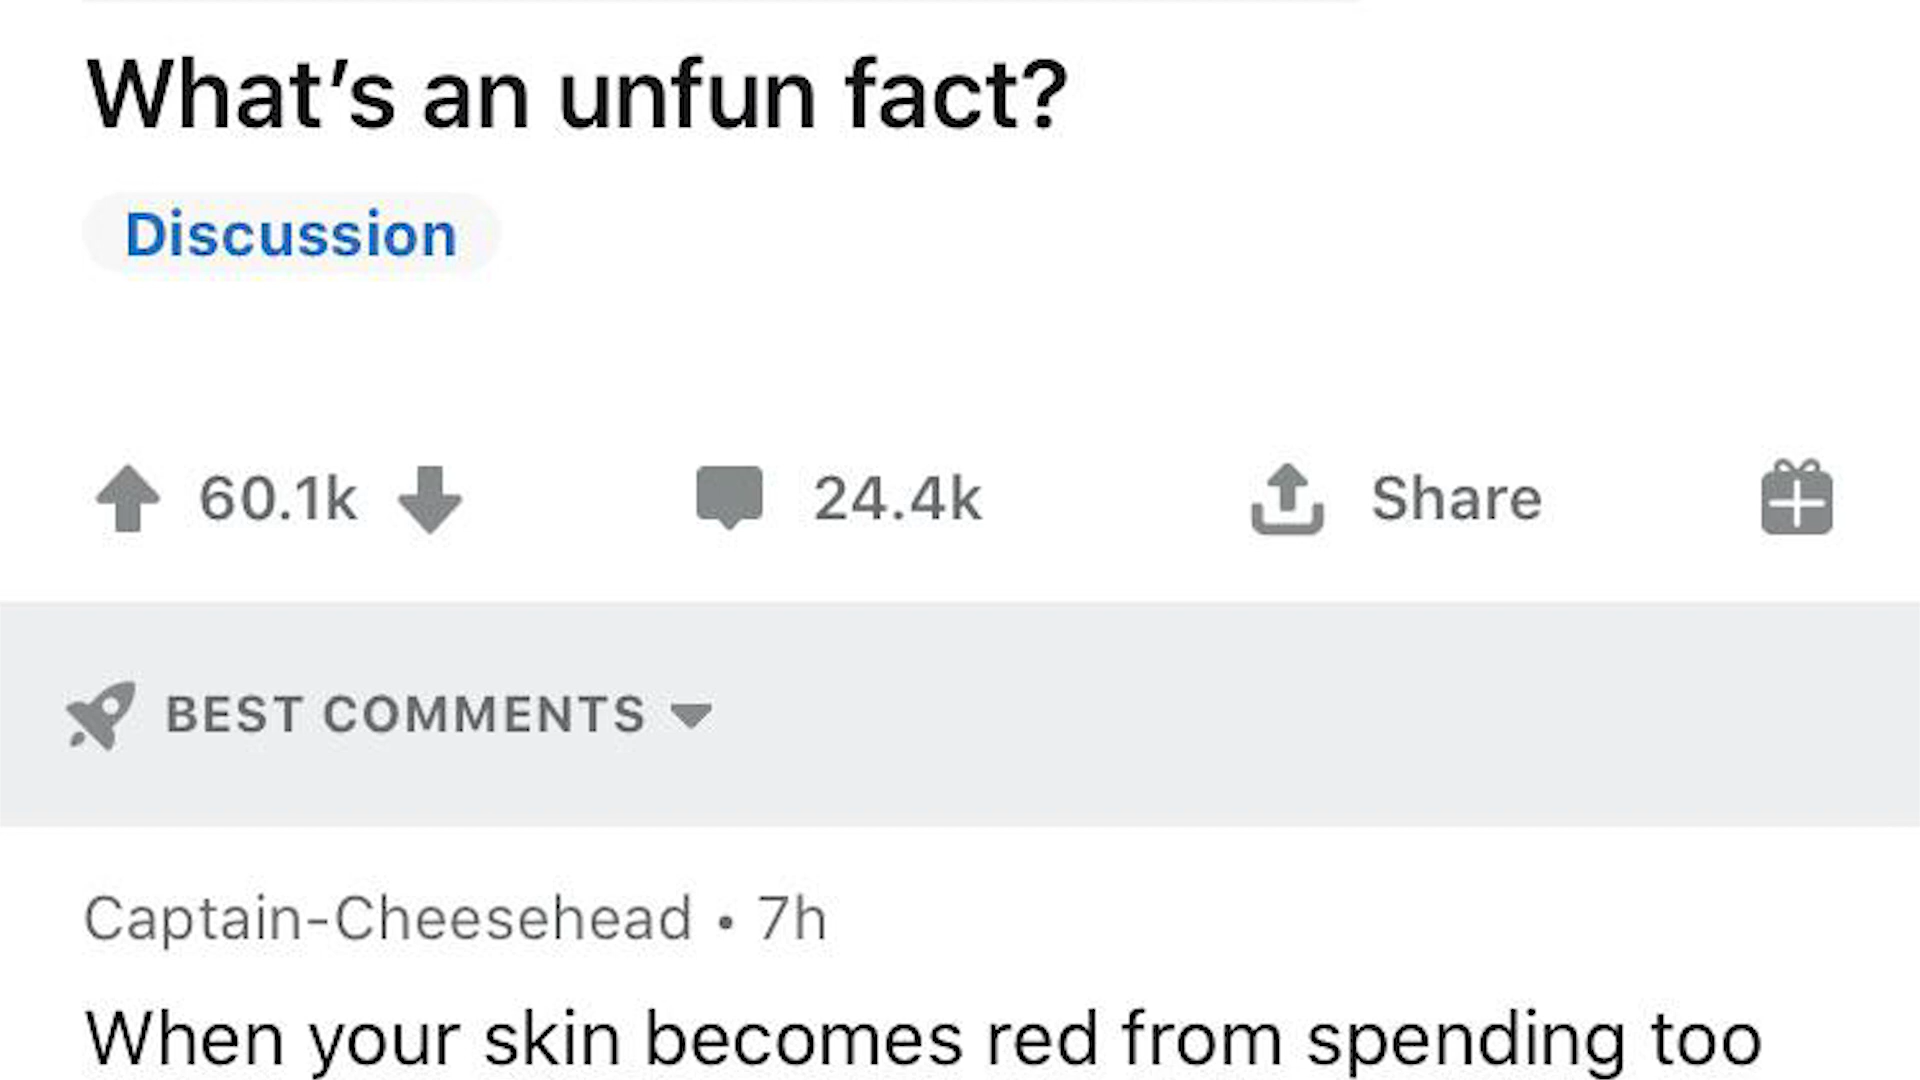 What’s an unfun fact?
Discussion
60.1k 24.4k Share
BEST COMMENTS
Captain-Cheesehead • 7h
When your skin becomes red from spending too